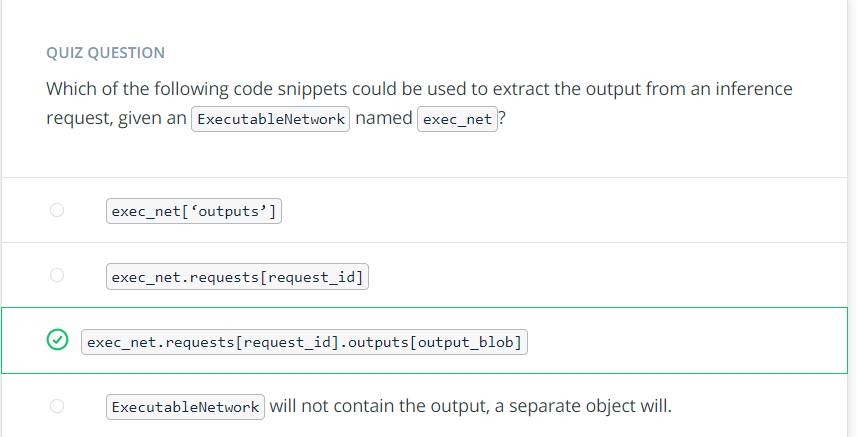 QUIZ QUESTION
Which of the following code snippets could be used to extract the output from an inference
request, given an ExecutableNetwork named exec_net?
exec_net[‘outputs’]
exec_net.requests[request_id]
exec_net.requests[request_id].outputs[output_blob]
ExecutableNetwork will not contain the output, a separate object will.